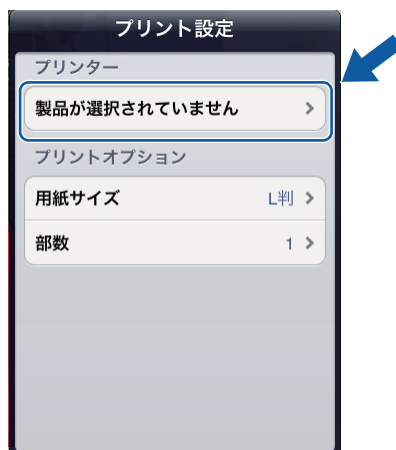 プリント設定
プリンター
製品が選択されていません
プリントオプション
用紙サイズ L判
部数 1